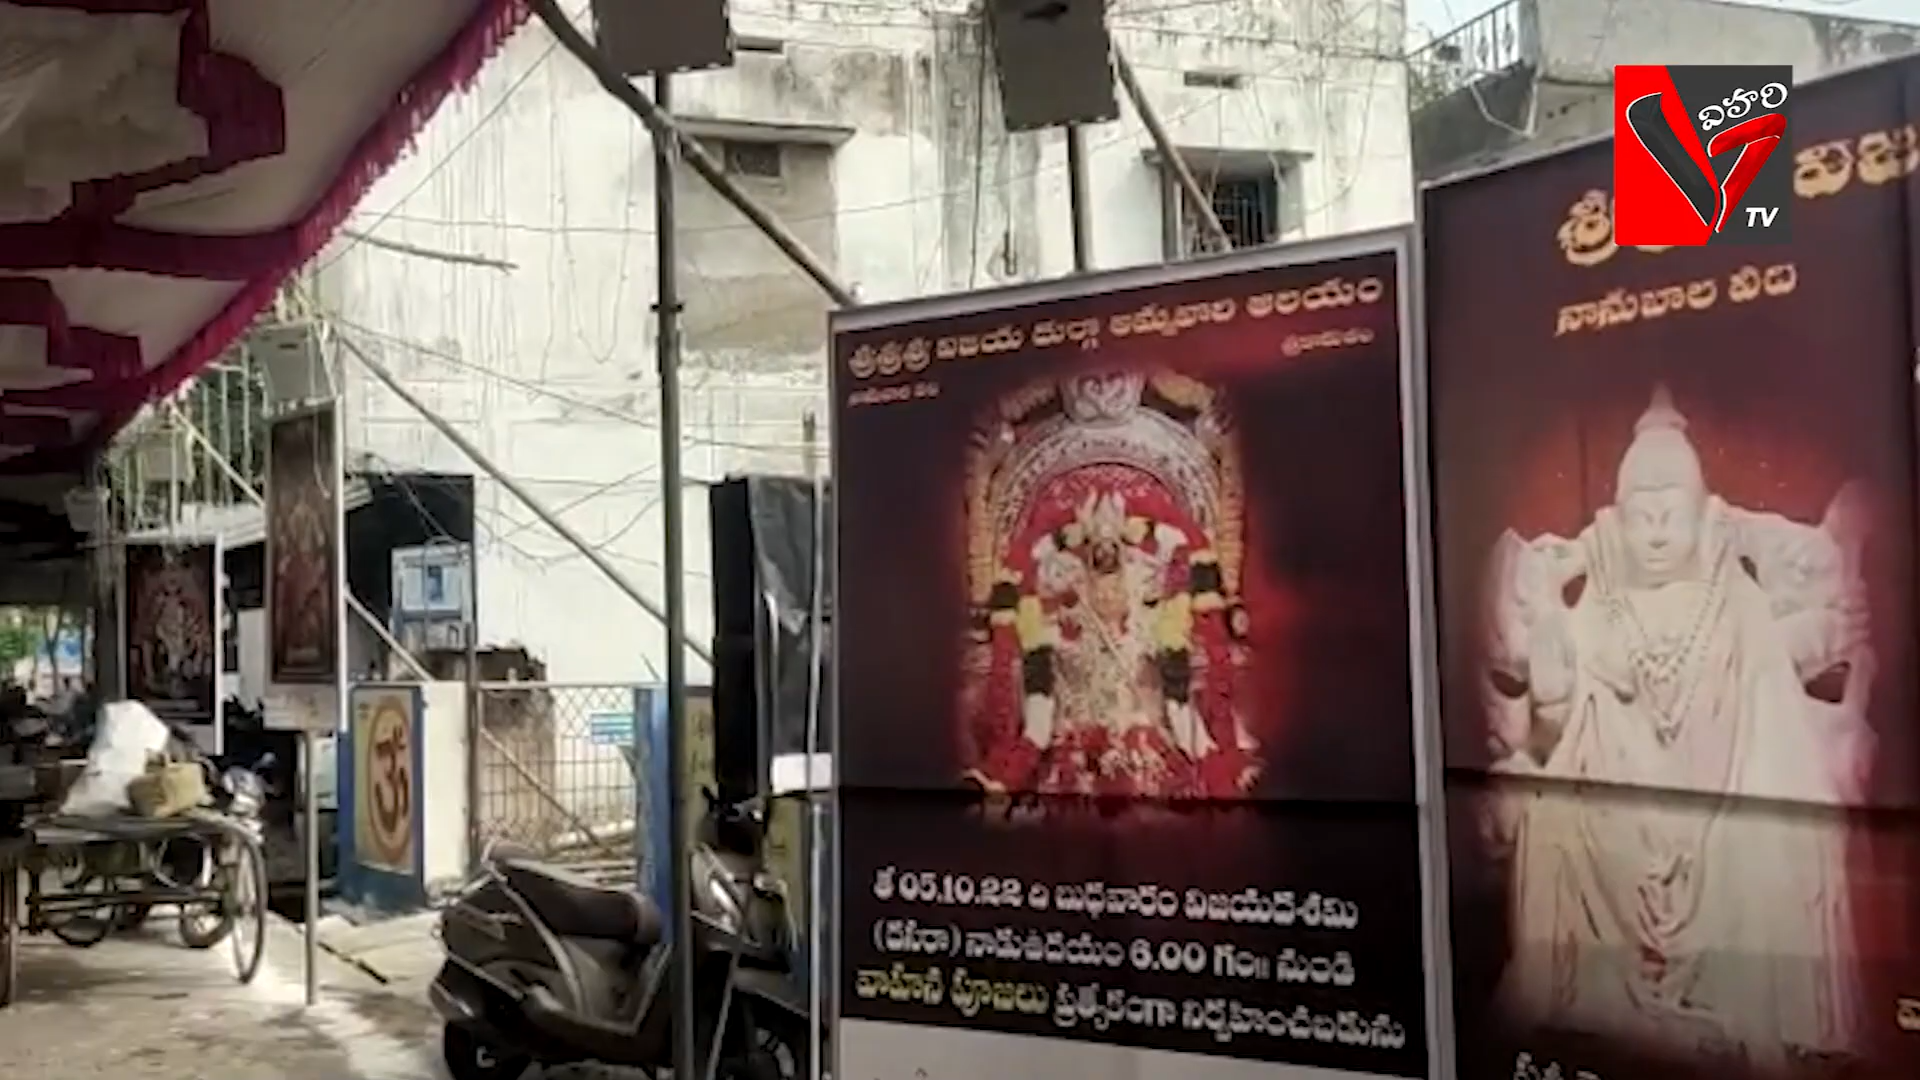 విహారి
TV
శ్రీశ్రీశ్రీ విజయ దుర్గా అమ్మవారి ఆలయం
శ్రీకాకుళం
నానుబాల వీధి
తే 05.10.22 ది బుధవారం విజయదశమి
(దసరా) నాడుఉదయం 6.00 గం॥ నుండి
వాహన పూజలు ప్రత్యేకంగా నిర్వహించబడును
శ్రీ
నానుబాల వీధి
ఓం